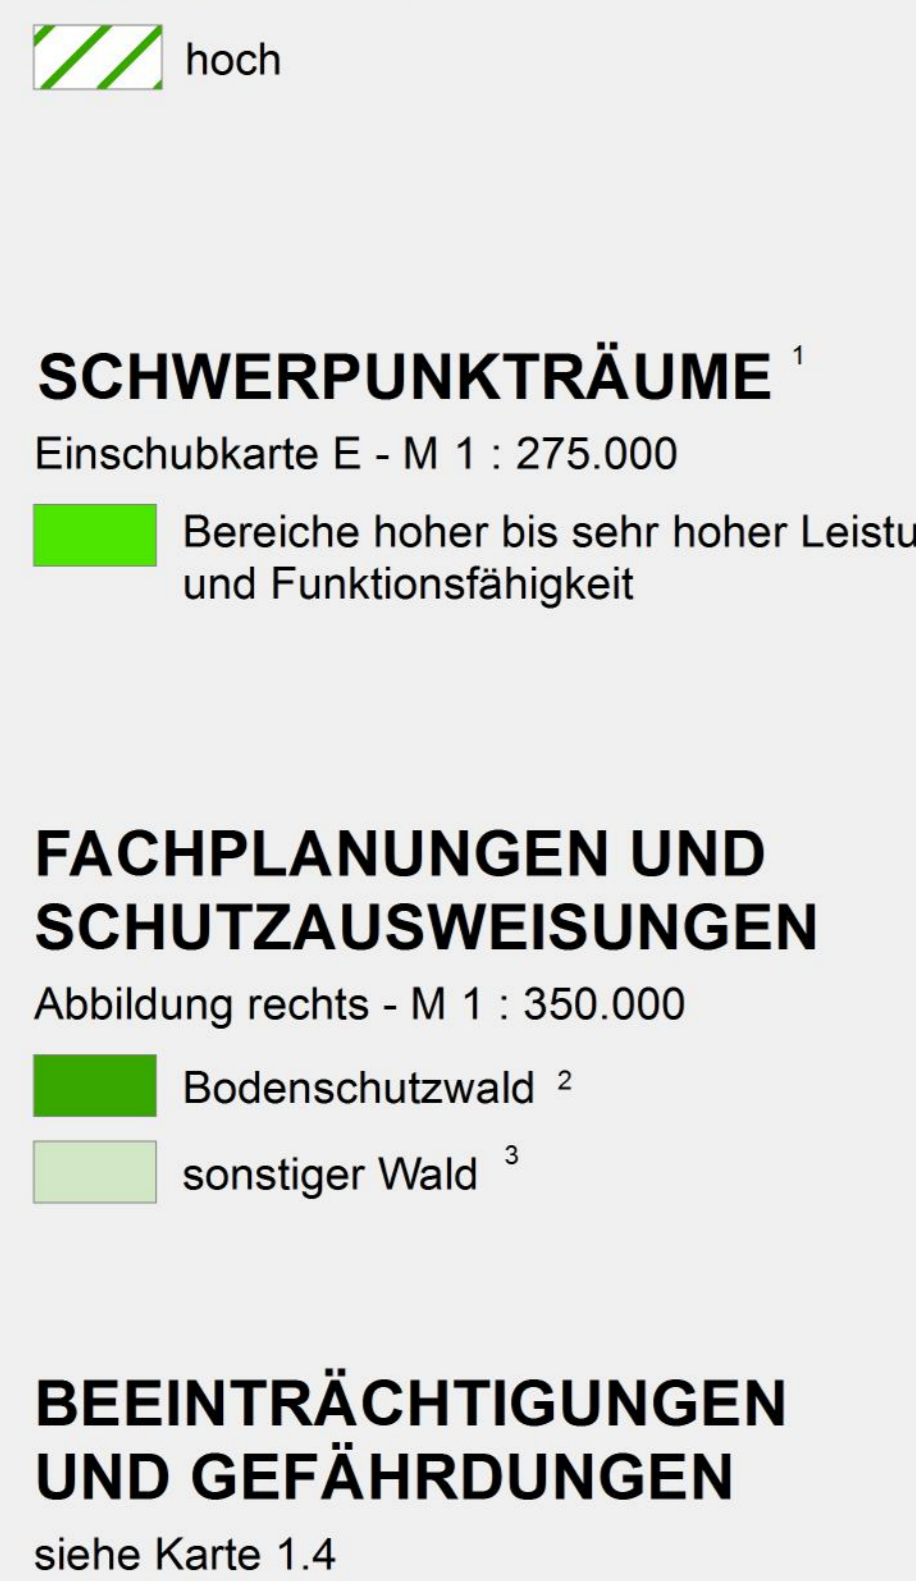 hoch
SCHWERPUNKTRÄUME 1
Einschubkarte E - M 1 : 275.000
Bereiche hoher bis sehr hoher
und Funktionsfähigkeit
FACHPLANUNGEN UND
SCHUTZAUSWEISUNGEN
Abbildung rechts - M 1 : 350.000
Bodenschutzwald 2
sonstiger Wald 3
BEEINTRÄCHTIGUNGEN
UND GEFÄHRDUNGEN
siehe Karte 1.4